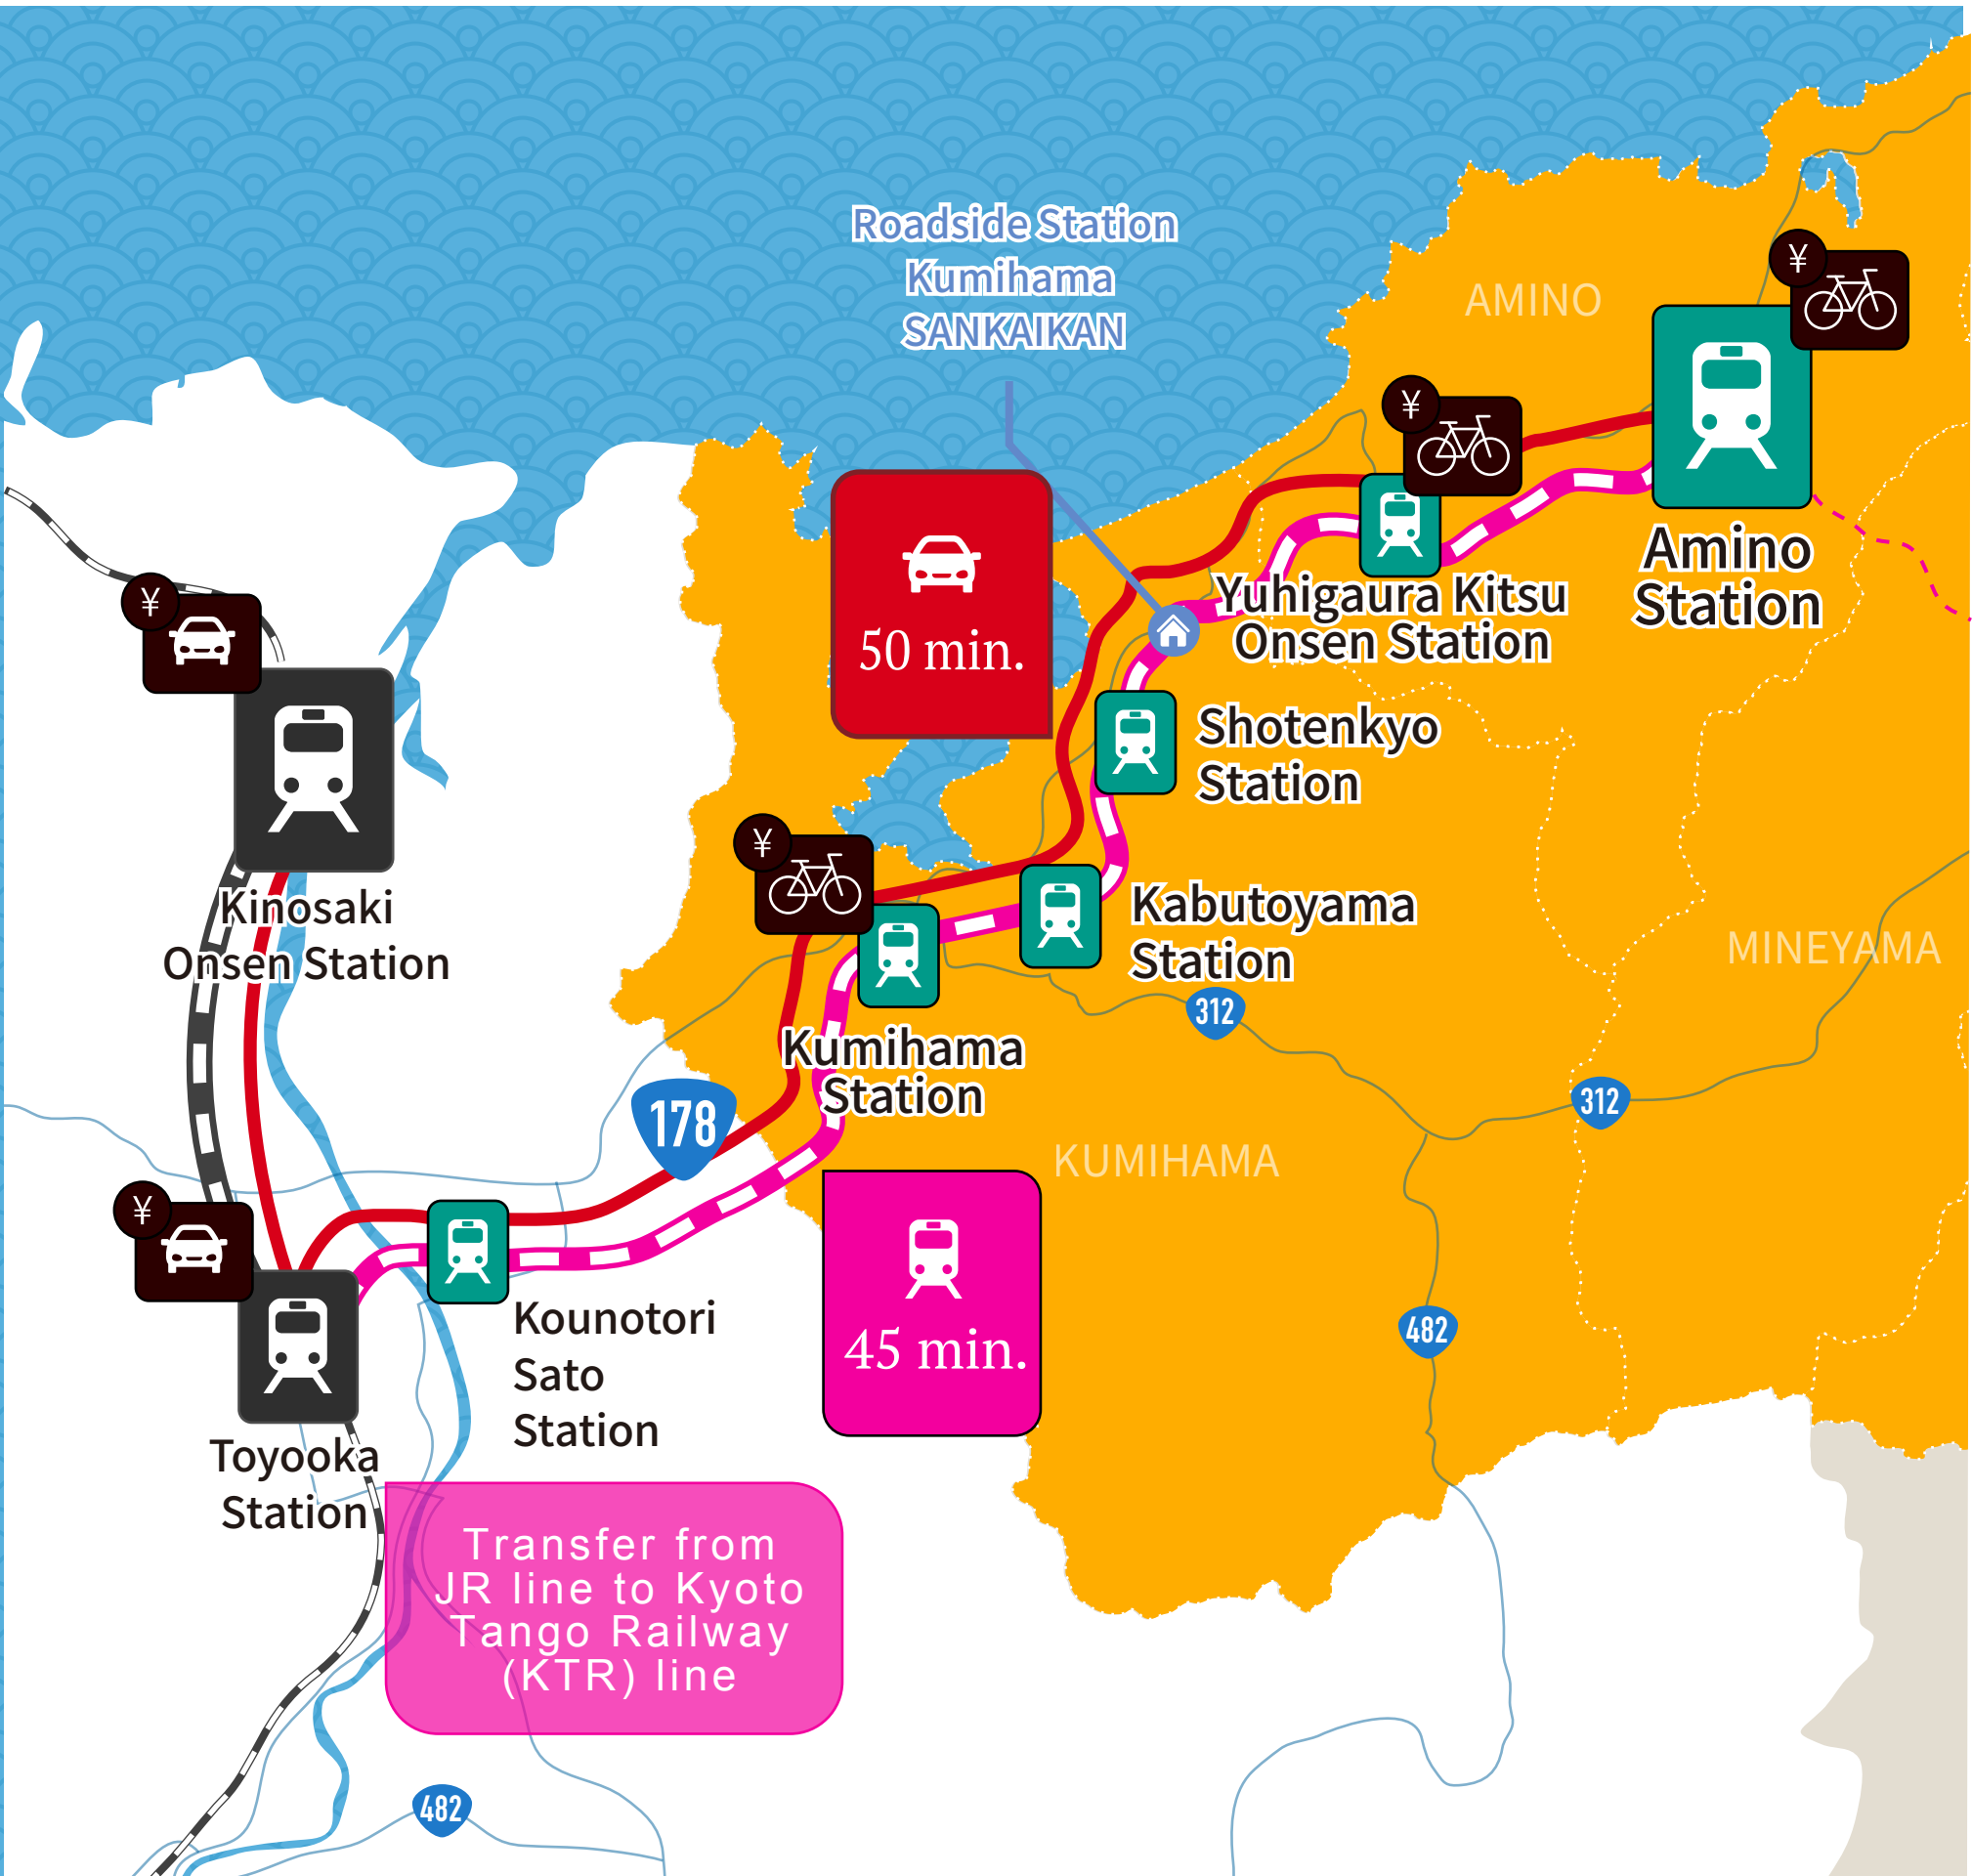 Roadside Station
Kumihama
SANKAIKAN
AMINO
¥
¥
Amino
Station
50 min.
Yuhigaura Kitsu
Onsen Station
¥
Shotenkyo
Station
¥
Kinosaki
Onsen Station
Kabutoyama
Station
MINEYAMA
312
Kumihama
Station
178
312
KUMIHAMA
¥
45 min.
482
Kounotori
Sato
Station
Toyooka
Station
Transfer from
JR line to Kyoto
Tango Railway
(KTR) line
482